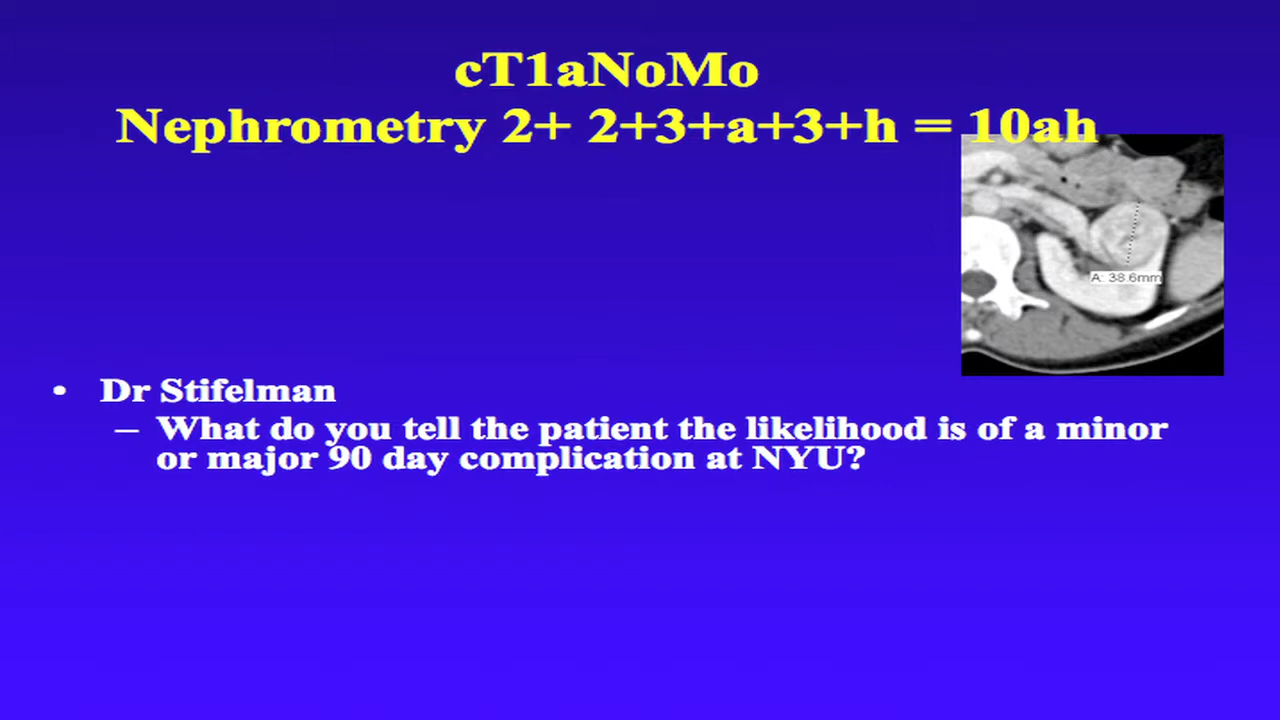 cT1aNoMo
Nephrometry 2+ 2+3+a+3+h = 10ah
A: 38.6mm
• Dr Stifelman
– What do you tell the patient the likelihood is of a minor
or major 90 day complication at NYU?